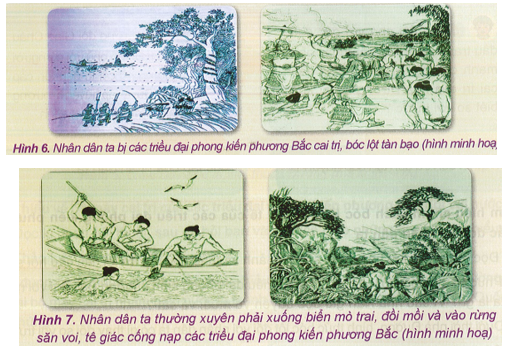 Hình 6. Nhân dân ta bị các triều đại phong kiến phương Bắc cai trị, bóc lột tàn bạo (hình minh hoạ)
Hình 7. Nhân dân ta thường xuyên phải xuống biển mò trai, đồi mồi và vào rừng
săn voi, tê giác cống nạp các triều đại phong kiến phương Bắc (hình minh hoạ)